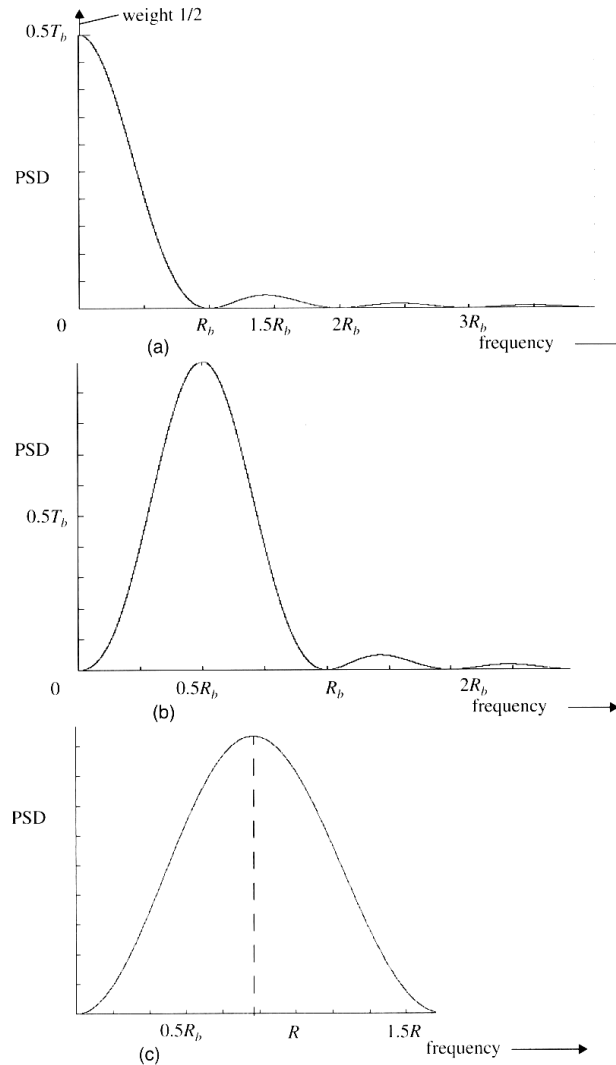 weight 1/2
0.5T_b
PSD
0 R_b 1.5R_b 2R_b 3R_b
(a) frequency
PSD
0.5T_b
0 0.5R_b R_b 2R_b
(b) frequency
PSD
0.5R_b R 1.5R
(c) frequency